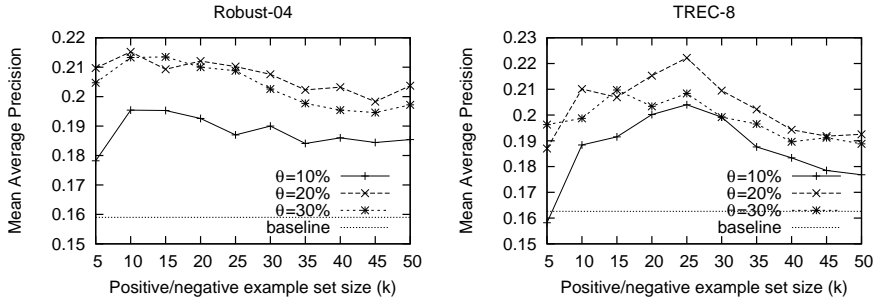 Robust-04
Mean Average Precision
0.22
0.21
0.2
0.19
0.18
0.17
0.16
0.15
θ=10%
θ=20%
θ=30%
baseline
5 10 15 20 25 30 35 40 45 50
Positive/negative example set size (k)
TREC-8
Mean Average Precision
0.23
0.22
0.21
0.2
0.19
0.18
0.17
0.16
0.15
θ=10%
θ=20%
θ=30%
baseline
5 10 15 20 25 30 35 40 45 50
Positive/negative example set size (k)